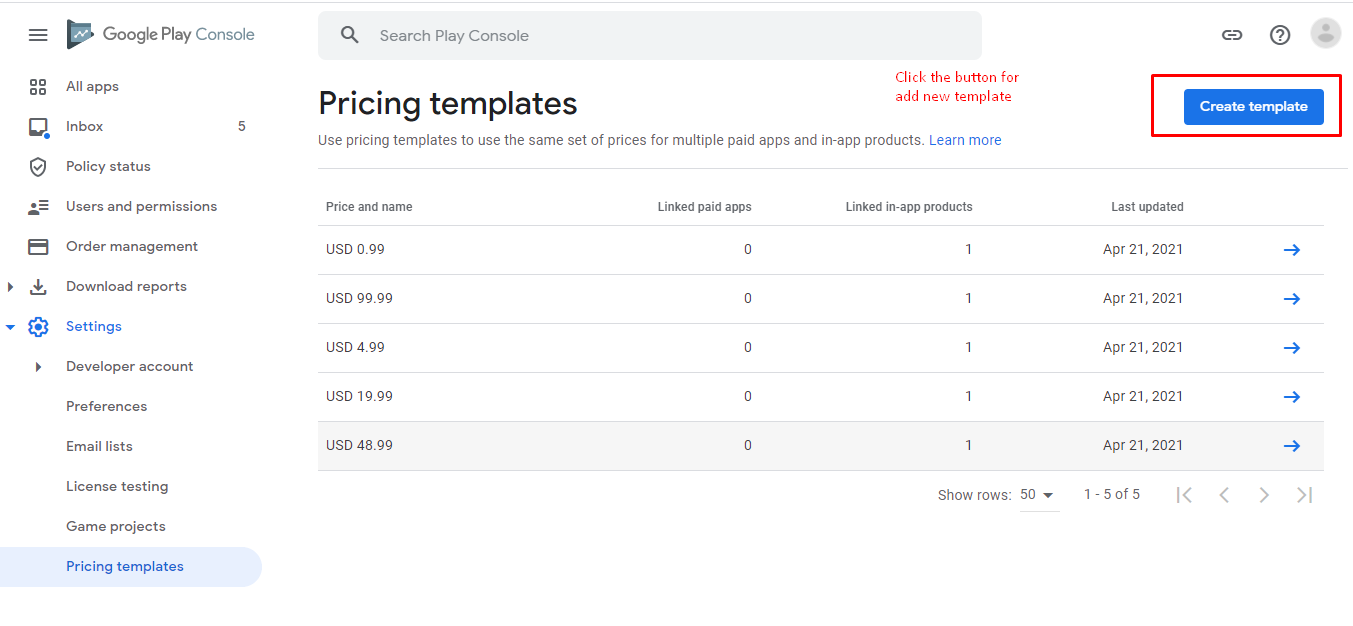 Google Play Console
Search Play Console
All apps
Inbox 5
Policy status
Users and permissions
Order management
Download reports
Settings
Developer account
Preferences
Email lists
License testing
Game projects
Pricing templates
Pricing templates
Click the button for
add new template
Create template
Use pricing templates to use the same set of prices for multiple paid apps and in-app products. Learn more
Price and name Linked paid apps Linked in-app products Last updated
USD 0.99 0 1 Apr 21, 2021
USD 99.99 0 1 Apr 21, 2021
USD 4.99 0 1 Apr 21, 2021
USD 19.99 0 1 Apr 21, 2021
USD 48.99 0 1 Apr 21, 2021
Show rows: 50 1 - 5 of 5